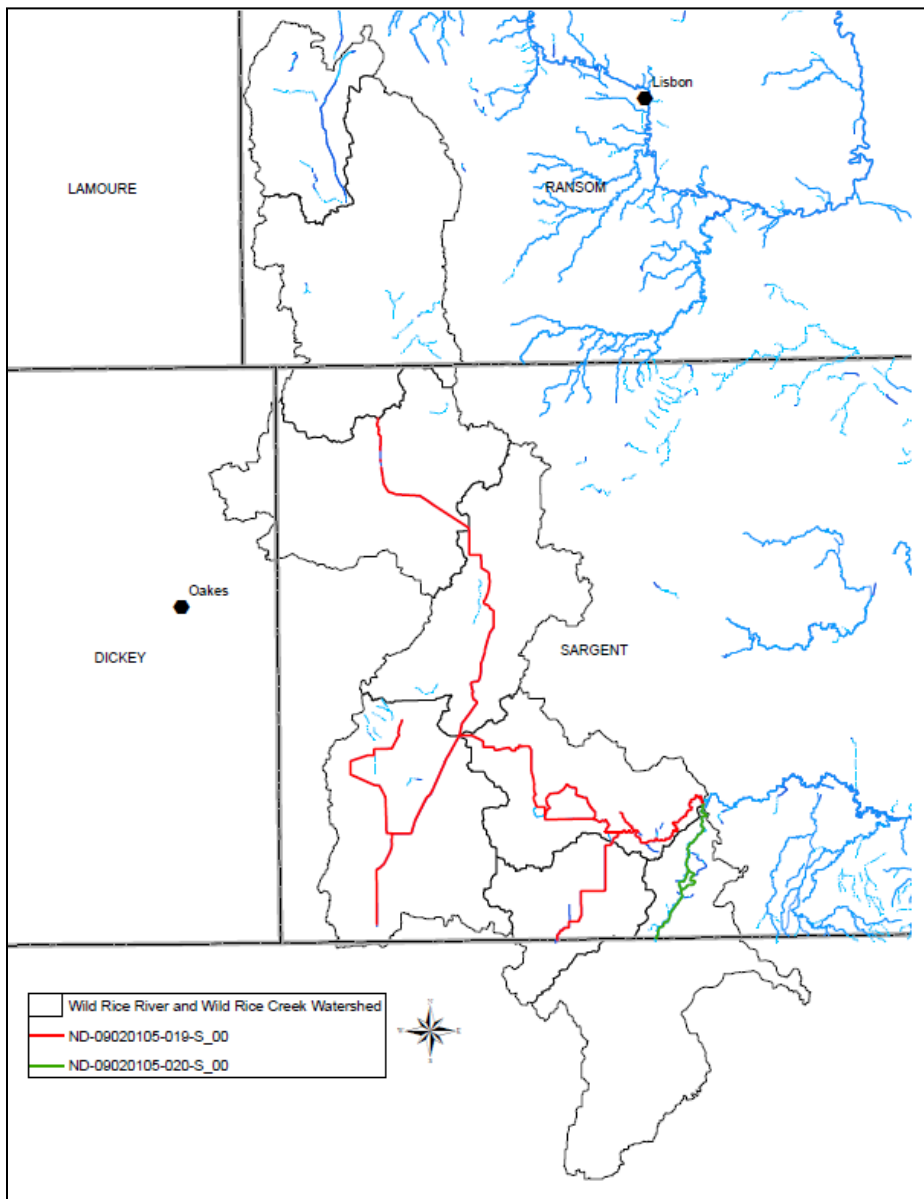 Lisbon
LAMOURE
RANSOM
Oakes
DICKEY
SARGENT
Wild Rice River and Wild Rice Creek Watershed
ND-09020105-019-S_00
ND-09020105-020-S_00
N
W
E
S